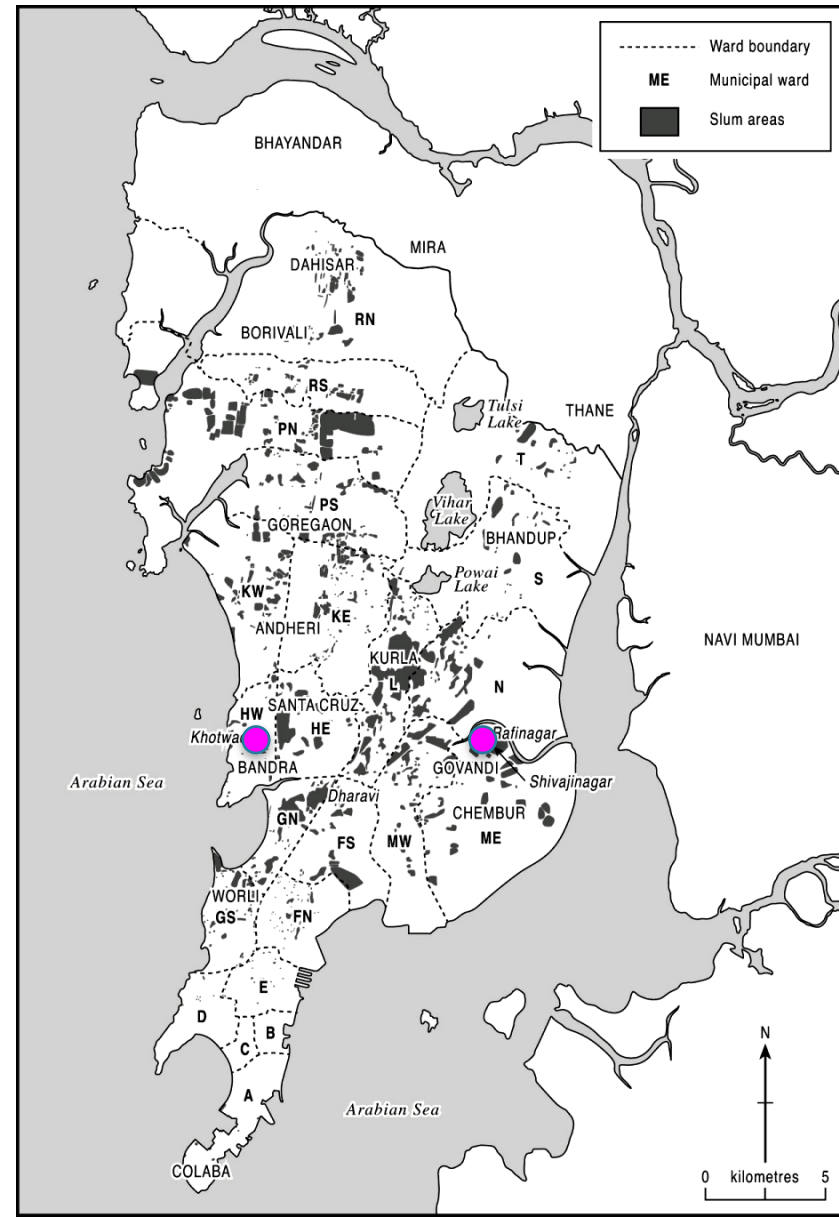 Ward boundary
ME Municipal ward
Slum areas
BHAYANDAR
MIRA
DAHISAR
RN
BORIVALI
RS
Tulsi
Lake
THANE
PN
T
PS
Vihar
Lake
GOREGAON
BHANDUP
Powai
Lake
S
KW
KE
ANDHERI
KURLA
L
N
NAVI MUMBAI
SANTA CRUZ
HW
HE
Khotwa
Rafinagar
BANDRA
GOVANDI
Arabian Sea
Shivajinagar
Dharavi
GN
CHEMBUR
FS
MW
ME
WORLI
GS
FN
E
D
B
C
A
N
Arabian Sea
COLABA
0 kilometres 5